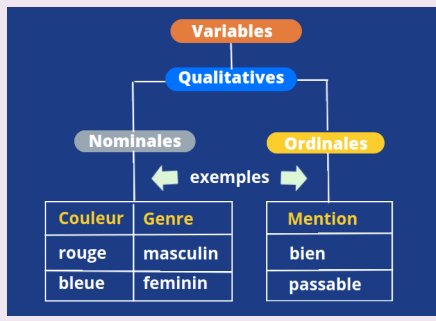 Variables
Qualitatives
Nominales
Ordinales
exemples
Couleur Genre
rouge masculin
bleue feminin
Mention
bien
passable